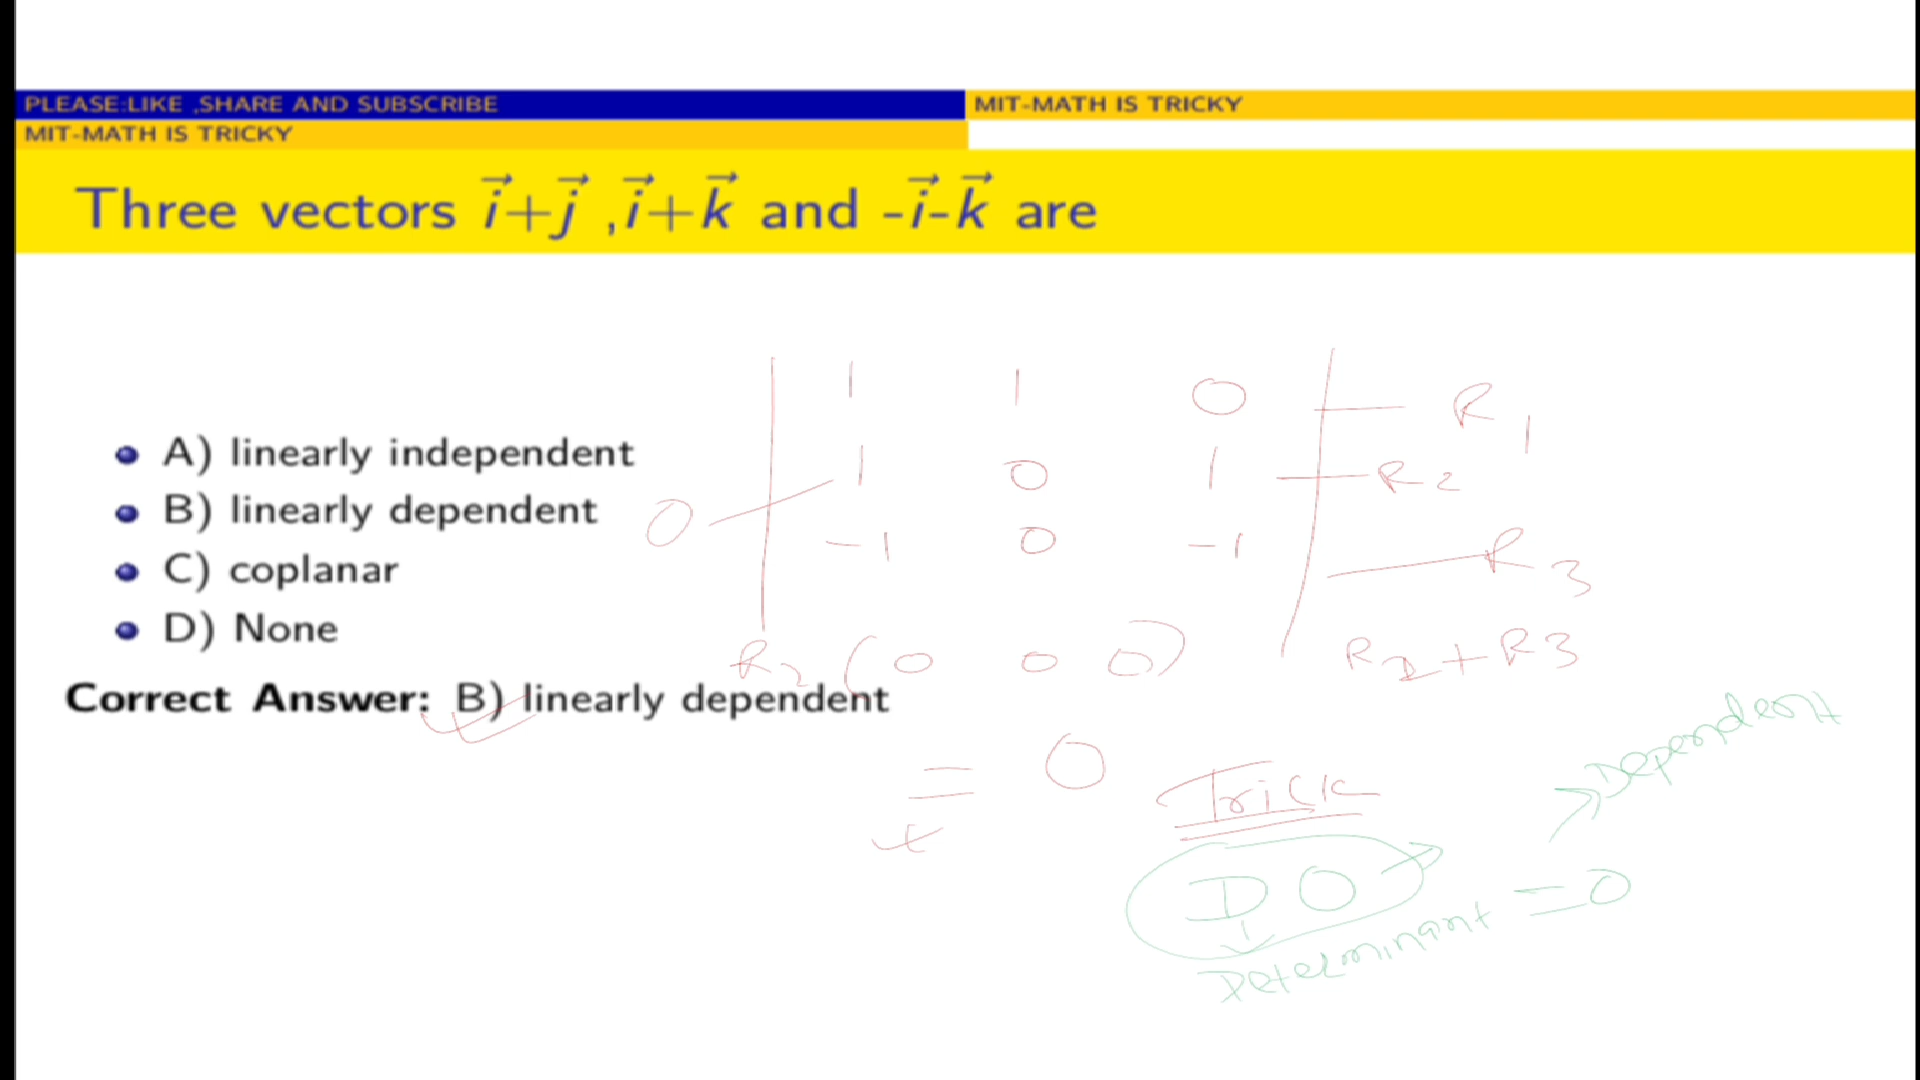 PLEASE:LIKE ,SHARE AND SUBSCRIBE
MIT-MATH IS TRICKY
MIT-MATH IS TRICKY
Three vectors i⃗+j⃗ ,i⃗+k⃗ and -i⃗-k⃗ are
A) linearly independent
B) linearly dependent
C) coplanar
D) None
Correct Answer: B) linearly dependent
1 1 0 R1
1 0 1 R2
0
-1 0 -1 R3
R2 (0 0 0) R2+R3
= 0
Trick
Dependent
D O
Determinant = 0